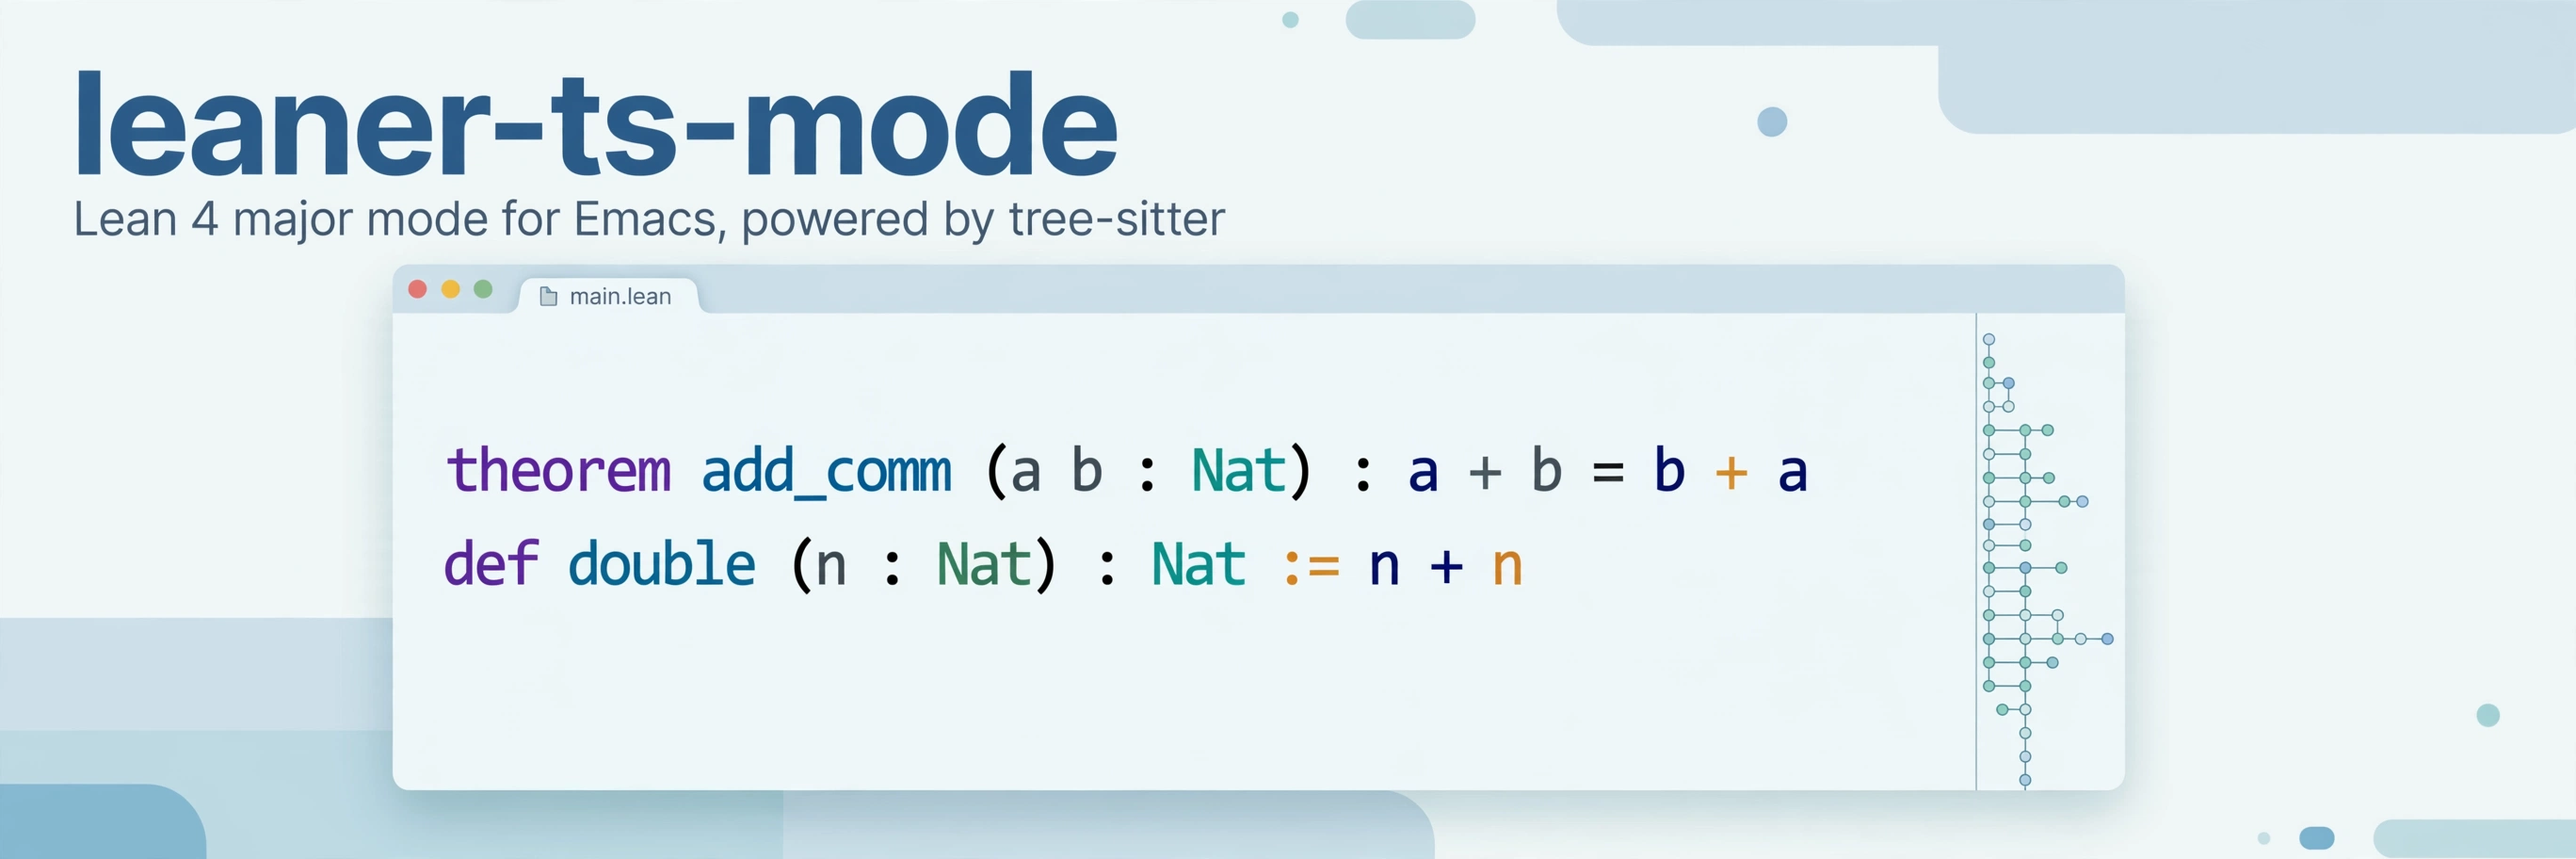 leaner-ts-mode
Lean 4 major mode for Emacs, powered by tree-sitter
main.lean
theorem add_comm (a b : Nat) : a + b = b + a
def double (n : Nat) : Nat := n + n